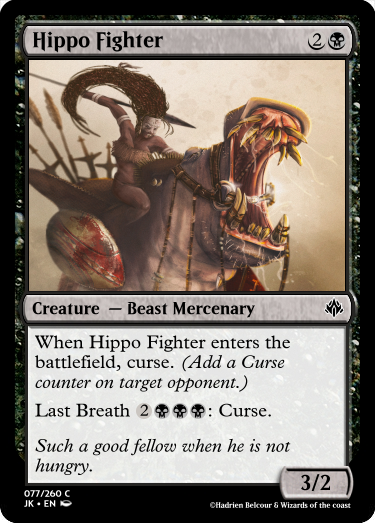 Hippo Fighter 2
Creature — Beast Mercenary
When Hippo Fighter enters the
battlefield, curse. (Add a Curse
counter on target opponent.)
Last Breath 2: Curse.
Such a good fellow when he is not
hungry.
3/2
077/260 C
JK • EN
©Hadrien Belcour & Wizards of the coast